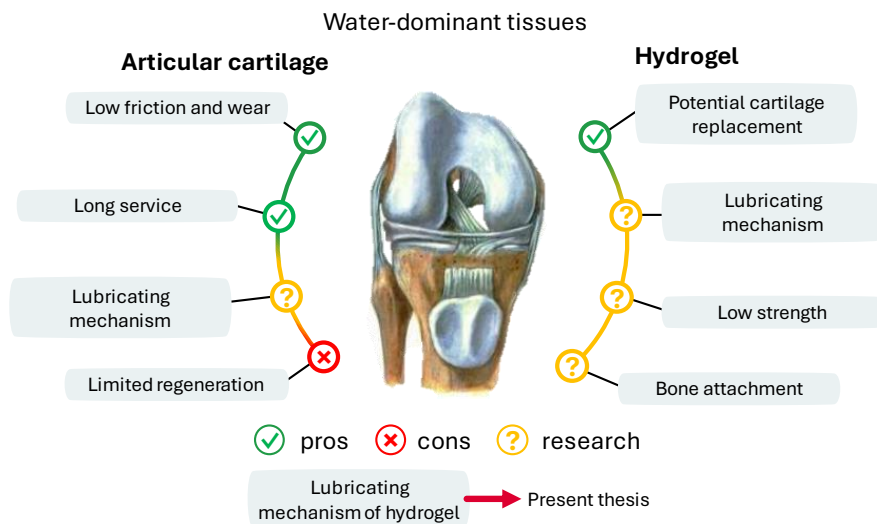 Water-dominant tissues
Articular cartilage
Low friction and wear
Long service
Lubricating
mechanism
Limited regeneration
Hydrogel
Potential cartilage
replacement
Lubricating
mechanism
Low strength
Bone attachment
pros
cons
research
Lubricating
mechanism of hydrogel
Present thesis